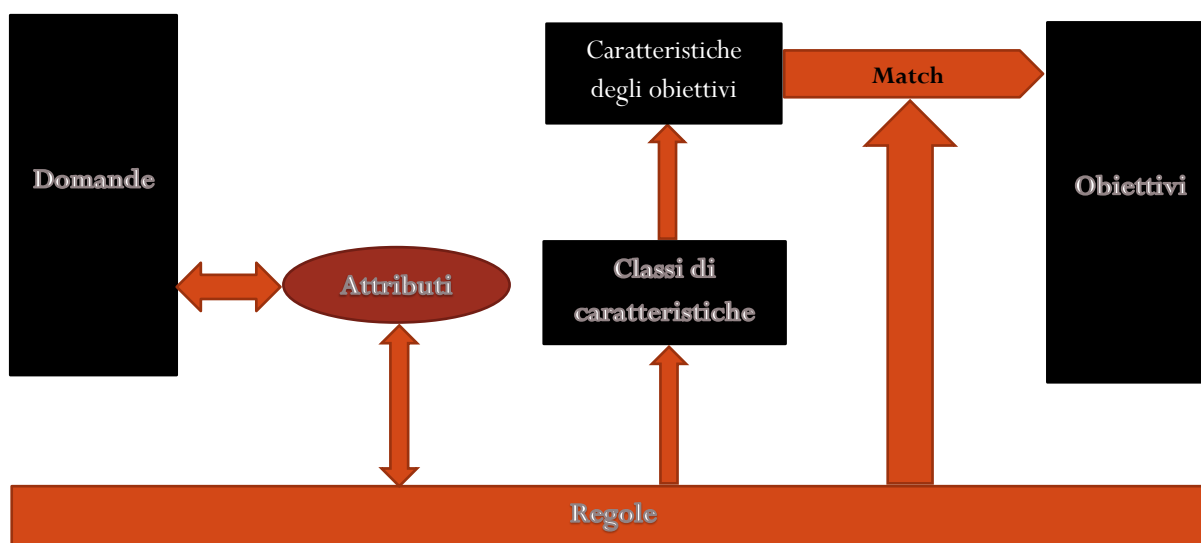 Domande
Attributi
Caratteristiche
degli obiettivi
Match
Classi di
caratteristiche
Obiettivi
Regole